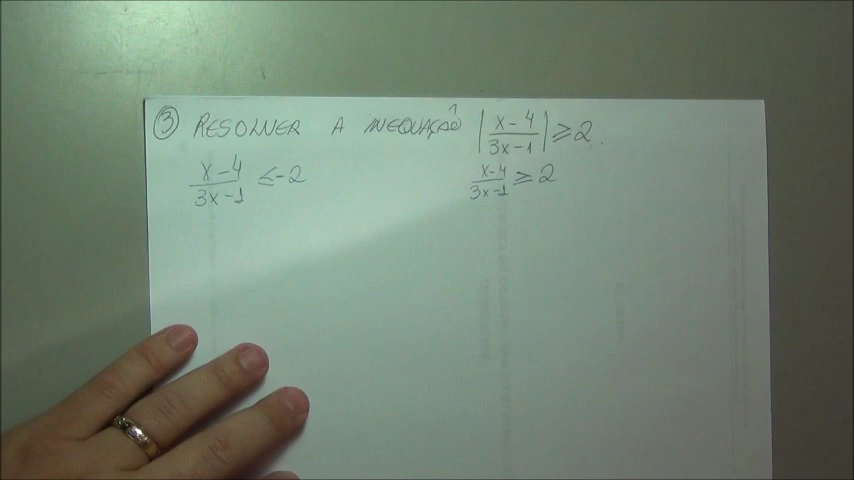 ③ RESOLVER A INEQUAÇÃO |x-4/3x-1| ≥ 2.
x-4/3x-1 ≤ -2 x-4/3x-1 ≥ 2